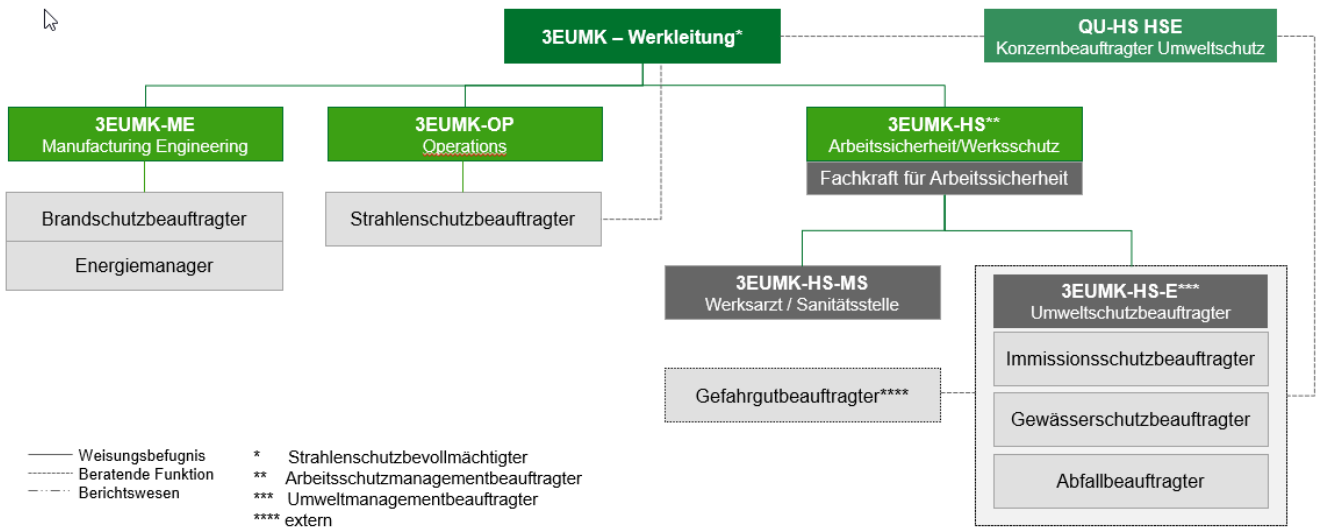 3EUMK – Werkleitung*
QU-HS HSE
Konzernbeauftragter Umweltschutz
3EUMK-ME
Manufacturing Engineering
3EUMK-OP
Operations
3EUMK-HS**
Arbeitssicherheit/Werksschutz
Fachkraft für Arbeitssicherheit
Brandschutzbeauftragter
Energiemanager
Strahlenschutzbeauftragter
3EUMK-HS-MS
Werksarzt / Sanitätsstelle
3EUMK-HS-E***
Umweltschutzbeauftragter
Immissionsschutzbeauftragter
Gewässerschutzbeauftragter
Abfallbeauftragter
Gefahrgutbeauftragter****
Weisungsbefugnis
Beratende Funktion
Berichtswesen
* Strahlenschutzbevollmächtigter
** Arbeitsschutzmanagementbeauftragter
*** Umweltmanagementbeauftragter
**** extern